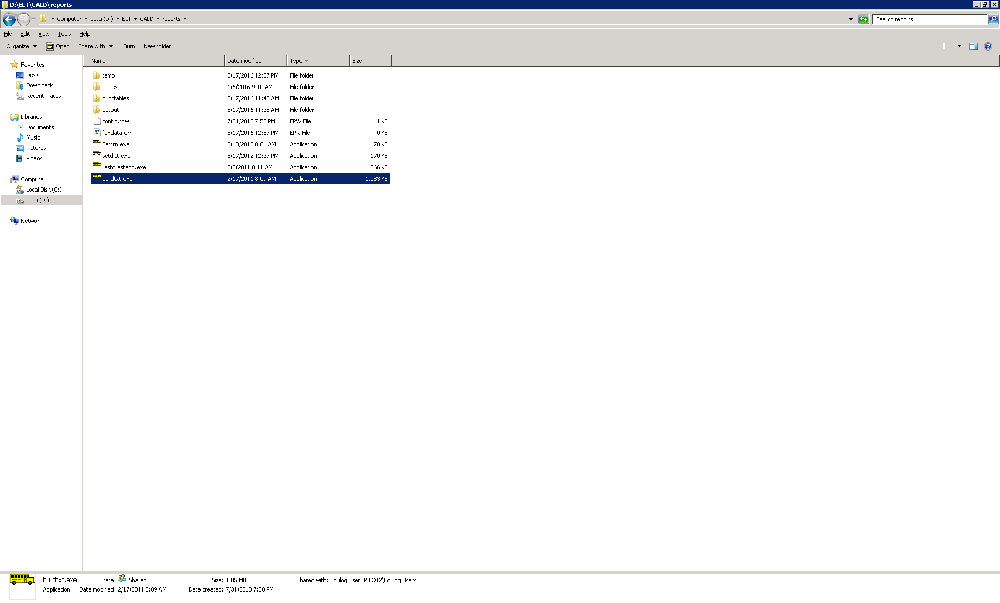 D:\ELT\CALD\reports
Computer data (D:) ELT CALD reports
Search reports
File Edit View Tools Help
Organize Open Share with Burn New folder
Name Date modified Type Size
Favorites
Desktop
Downloads
Recent Places
Libraries
Documents
Music
Pictures
Videos
Computer
Local Disk (C:)
data (D:)
Network
temp 8/17/2016 12:57 PM File folder
tables 1/6/2016 9:10 AM File folder
printtables 8/17/2016 11:40 AM File folder
output 8/17/2016 11:38 AM File folder
config.fpw 7/31/2013 7:53 PM FPW File 1 KB
foxdata.err 8/17/2016 12:57 PM ERR File 0 KB
Settrn.exe 5/18/2012 8:01 AM Application 178 KB
setdict.exe 5/17/2012 12:37 PM Application 170 KB
restorestand.exe 5/5/2011 8:11 AM Application 266 KB
buildtxt.exe 2/17/2011 8:09 AM Application 1,083 KB
buildtxt.exe State: Shared Size: 1.05 MB Shared with: Edulog User; PILOT2\Edulog Users
Application Date modified: 2/17/2011 8:09 AM Date created: 7/31/2013 7:58 PM